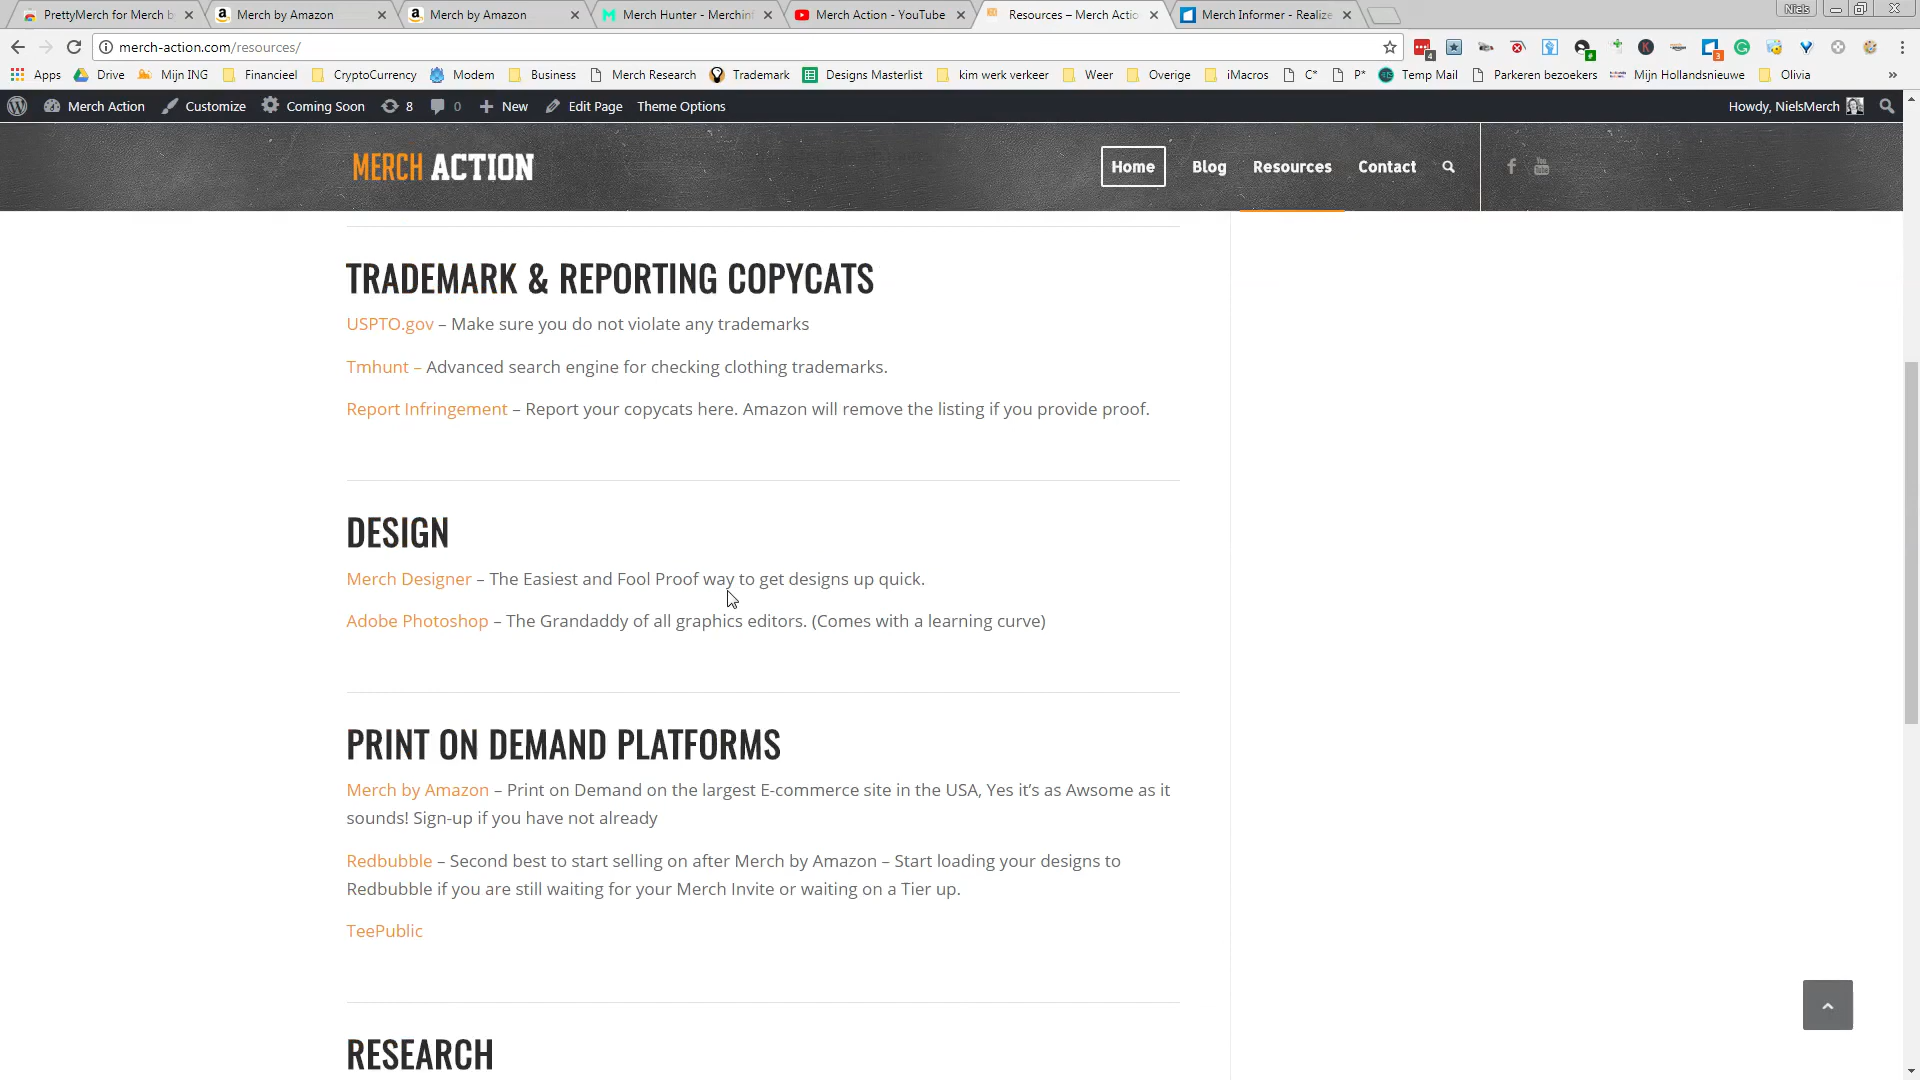 PrettyMerch for Merch by
Merch by Amazon
Merch by Amazon
Merch Hunter - Merchin
Merch Action - YouTube
Resources – Merch Actio
Merch Informer - Realize
Niels
merch-action.com/resources/
Apps
Drive
Mijn ING
Financieel
CryptoCurrency
Modem
Business
Merch Research
Trademark
Designs Masterlist
kim werk verkeer
Weer
Overige
iMacros
C*
P*
Temp Mail
Parkeren bezoekers
Mijn Hollandsnieuwe
Olivia
»
Merch Action
Customize
Coming Soon
8
0
New
Edit Page
Theme Options
Howdy, NielsMerch
MERCH ACTION
Home
Blog
Resources
Contact
TRADEMARK & REPORTING COPYCATS
USPTO.gov – Make sure you do not violate any trademarks
Tmhunt – Advanced search engine for checking clothing trademarks.
Report Infringement – Report your copycats here. Amazon will remove the listing if you provide proof.
DESIGN
Merch Designer – The Easiest and Fool Proof way to get designs up quick.
Adobe Photoshop – The Grandaddy of all graphics editors. (Comes with a learning curve)
PRINT ON DEMAND PLATFORMS
Merch by Amazon – Print on Demand on the largest E-commerce site in the USA, Yes it's as Awsome as it
sounds! Sign-up if you have not already
Redbubble – Second best to start selling on after Merch by Amazon – Start loading your designs to
Redbubble if you are still waiting for your Merch Invite or waiting on a Tier up.
TeePublic
RESEARCH